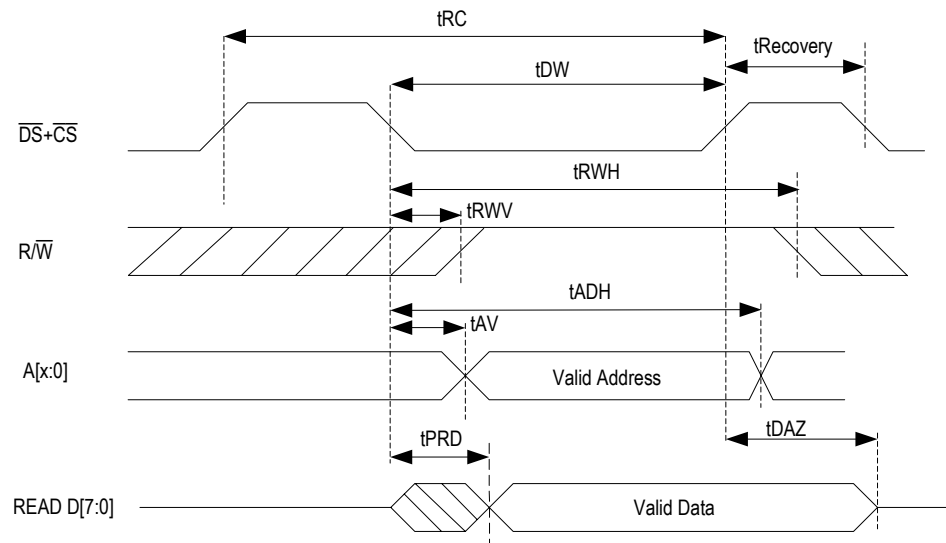 tRC
tRecovery
tDW
DS+CS
tRWH
tRWV
R/W
tADH
tAV
A[x:0]
Valid Address
tDAZ
tPRD
READ D[7:0]
Valid Data